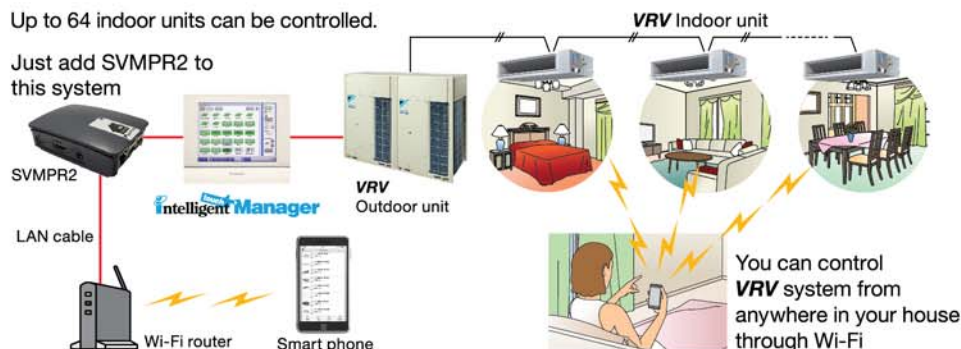 Up to 64 indoor units can be controlled.
VRV Indoor unit
Just add SVMPR2 to
this system
SVMPR2
intelligent touch Manager
VRV
Outdoor unit
LAN cable
Wi-Fi router
Smart phone
You can control
VRV system from
anywhere in your house
through Wi-Fi